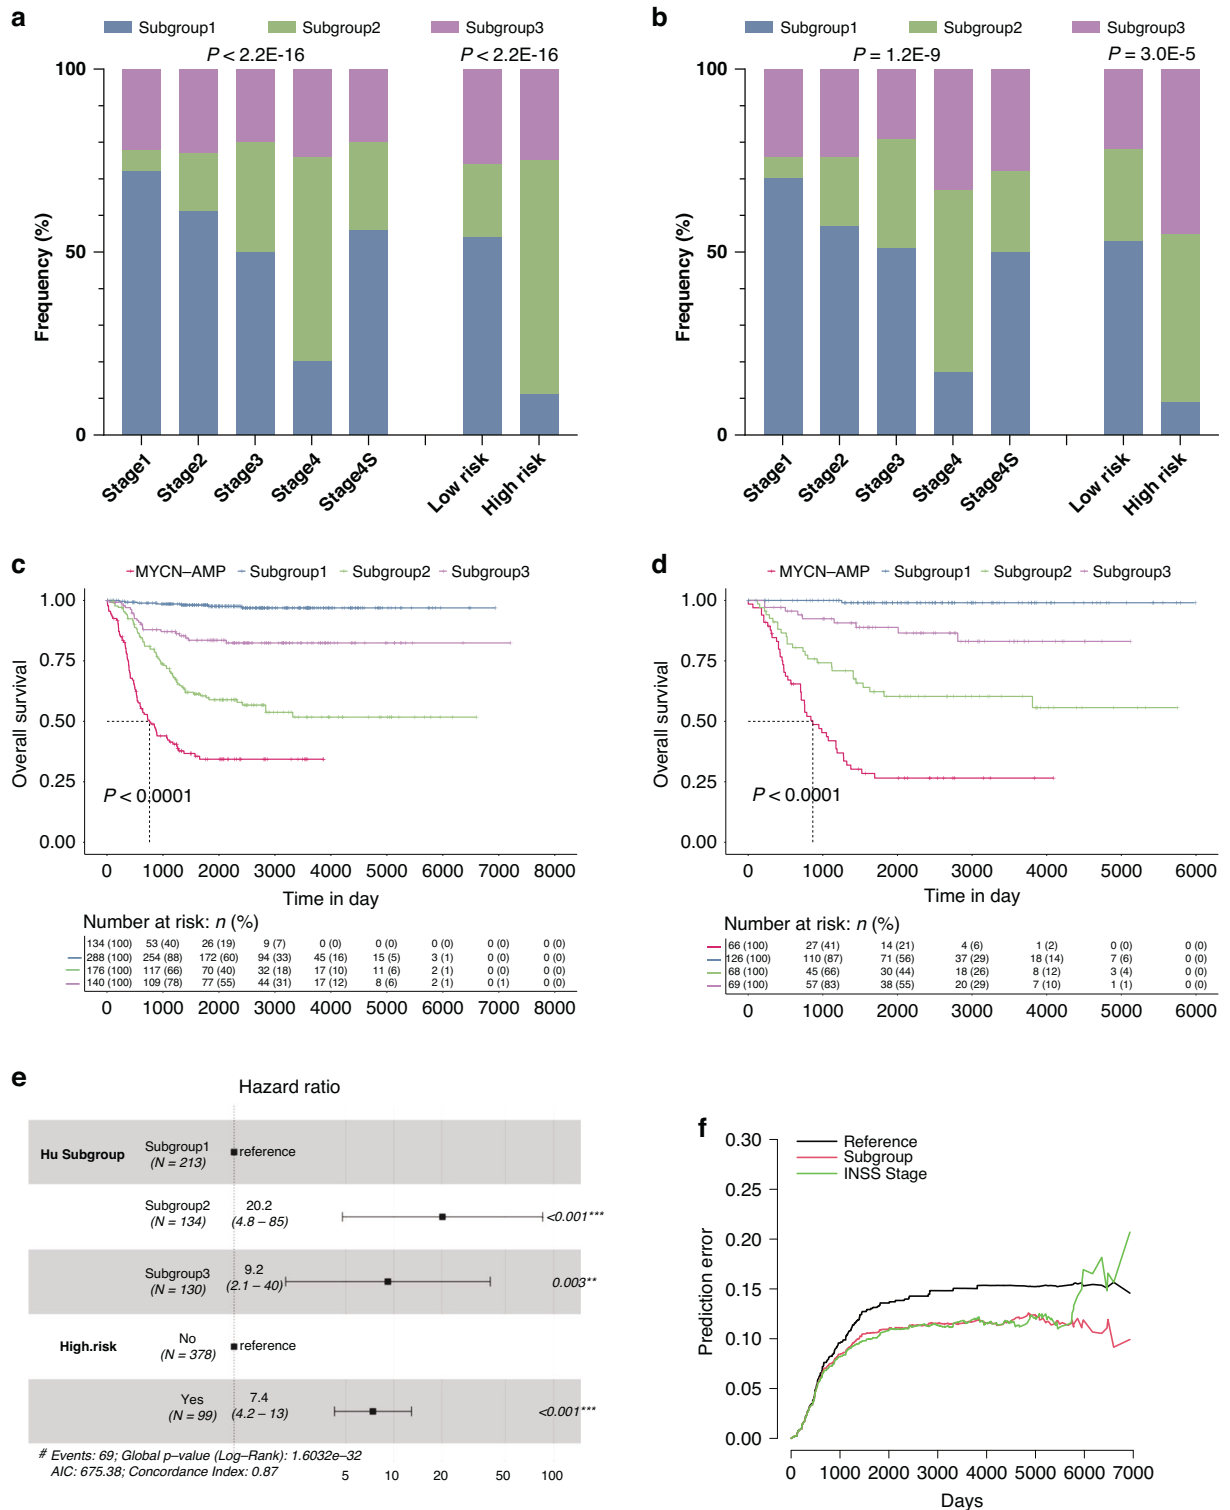 a
Subgroup1 Subgroup2 Subgroup3
P < 2.2E-16 P < 2.2E-16
100
50
0
Frequency (%)
Stage1 Stage2 Stage3 Stage4 Stage4S Low risk High risk
b
Subgroup1 Subgroup2 Subgroup3
P = 1.2E-9 P = 3.0E-5
100
50
0
Frequency (%)
Stage1 Stage2 Stage3 Stage4 Stage4S Low risk High risk
c
MYCN–AMP Subgroup1 Subgroup2 Subgroup3
1.00
0.75
0.50
0.25
0.00
Overall survival
P < 0.0001
0 1000 2000 3000 4000 5000 6000 7000 8000
Time in day
Number at risk: n (%)
134 (100) 53 (40) 26 (19) 9 (7) 0 (0) 0 (0) 0 (0) 0 (0) 0 (0)
288 (100) 254 (88) 172 (60) 94 (33) 45 (16) 15 (5) 3 (1) 0 (0) 0 (0)
176 (100) 117 (66) 70 (40) 32 (18) 17 (10) 11 (6) 2 (1) 0 (0) 0 (0)
140 (100) 109 (78) 77 (55) 44 (31) 17 (12) 8 (6) 2 (1) 0 (1) 0 (0)
0 1000 2000 3000 4000 5000 6000 7000 8000
d
MYCN–AMP Subgroup1 Subgroup2 Subgroup3
1.00
0.75
0.50
0.25
0.00
Overall survival
P < 0.0001
0 1000 2000 3000 4000 5000 6000
Time in day
Number at risk: n (%)
66 (100) 27 (41) 14 (21) 4 (6) 1 (2) 0 (0) 0 (0)
126 (100) 110 (87) 71 (56) 37 (29) 18 (14) 7 (6) 0 (0)
68 (100) 45 (66) 30 (44) 18 (26) 8 (12) 3 (4) 0 (0)
69 (100) 57 (83) 38 (55) 20 (29) 7 (10) 1 (1) 0 (0)
0 1000 2000 3000 4000 5000 6000
e
Hazard ratio
Hu Subgroup Subgroup1 reference
(N = 213)
Subgroup2 20.2
(N = 134) (4.8 – 85) <0.001***
Subgroup3 9.2
(N = 130) (2.1 – 40) 0.003**
High.risk No reference
(N = 378)
Yes 7.4
(N = 99) (4.2 – 13) <0.001***
# Events: 69; Global p–value (Log–Rank): 1.6032e–32
AIC: 675.38; Concordance Index: 0.87
5 10 20 50 100
f
Reference
Subgroup
INSS Stage
0.30
0.25
0.20
0.15
0.10
0.05
0.00
Prediction error
0 1000 2000 3000 4000 5000 6000 7000
Days